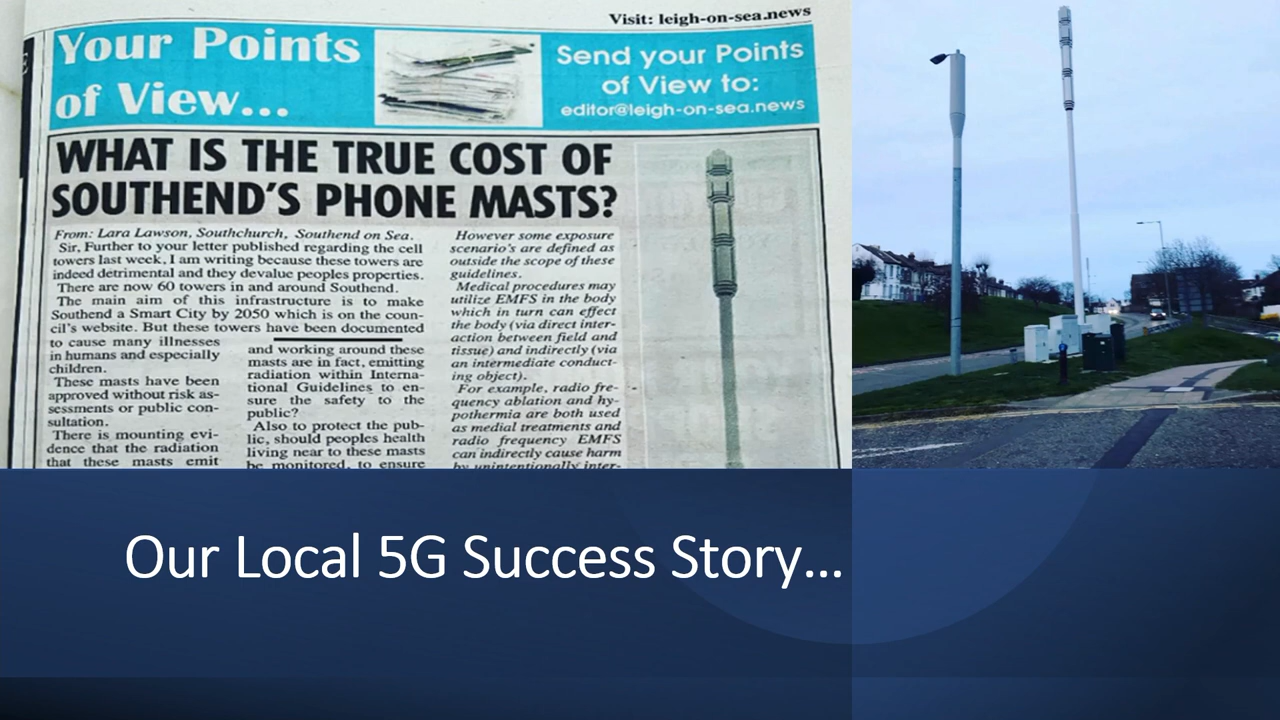 Visit: leigh-on-sea.news
Your Points
of View...
Send your Points
of View to:
editor@leigh-on-sea.news
WHAT IS THE TRUE COST OF
SOUTHEND'S PHONE MASTS?
From: Lara Lawson, Southchurch, Southend on Sea.
Sir, Further to your letter published regarding the cell
towers last week, I am writing because these towers are
indeed detrimental and they devalue peoples properties.
There are now 60 towers in and around Southend.
The main aim of this infrastructure is to make
Southend a Smart City by 2050 which is on the coun-
cil's website. But these towers have been documented
to cause many illnesses
in humans and especially
children.
These masts have been
approved without risk as-
sessments or public con-
sultation.
There is mounting evi-
dence that the radiation
that these masts emit
and working around these
masts are in fact, emitting
radiation within Interna-
tional Guidelines to en-
sure the safety to the
public?
Also to protect the pub-
lic, should peoples health
living near to these masts
be monitored, to ensure
However some exposure
scenario's are defined as
outside the scope of these
guidelines.
Medical procedures may
utilize EMFS in the body
which in turn can effect
the body (via direct inter-
action between field and
tissue) and indirectly (via
an intermediate conduct-
ing object).
For example, radio fre-
quency ablation and hy-
pothermia are both used
as medial treatments and
radio frequency EMFS
can indirectly cause harm
by unintentionally inter-
Our Local 5G Success Story...